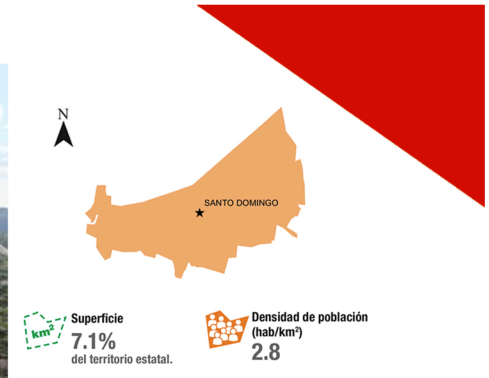 N
SANTO DOMINGO
km²
Superficie
7.1%
del territorio estatal.
Densidad de población
(hab/km²)
2.8